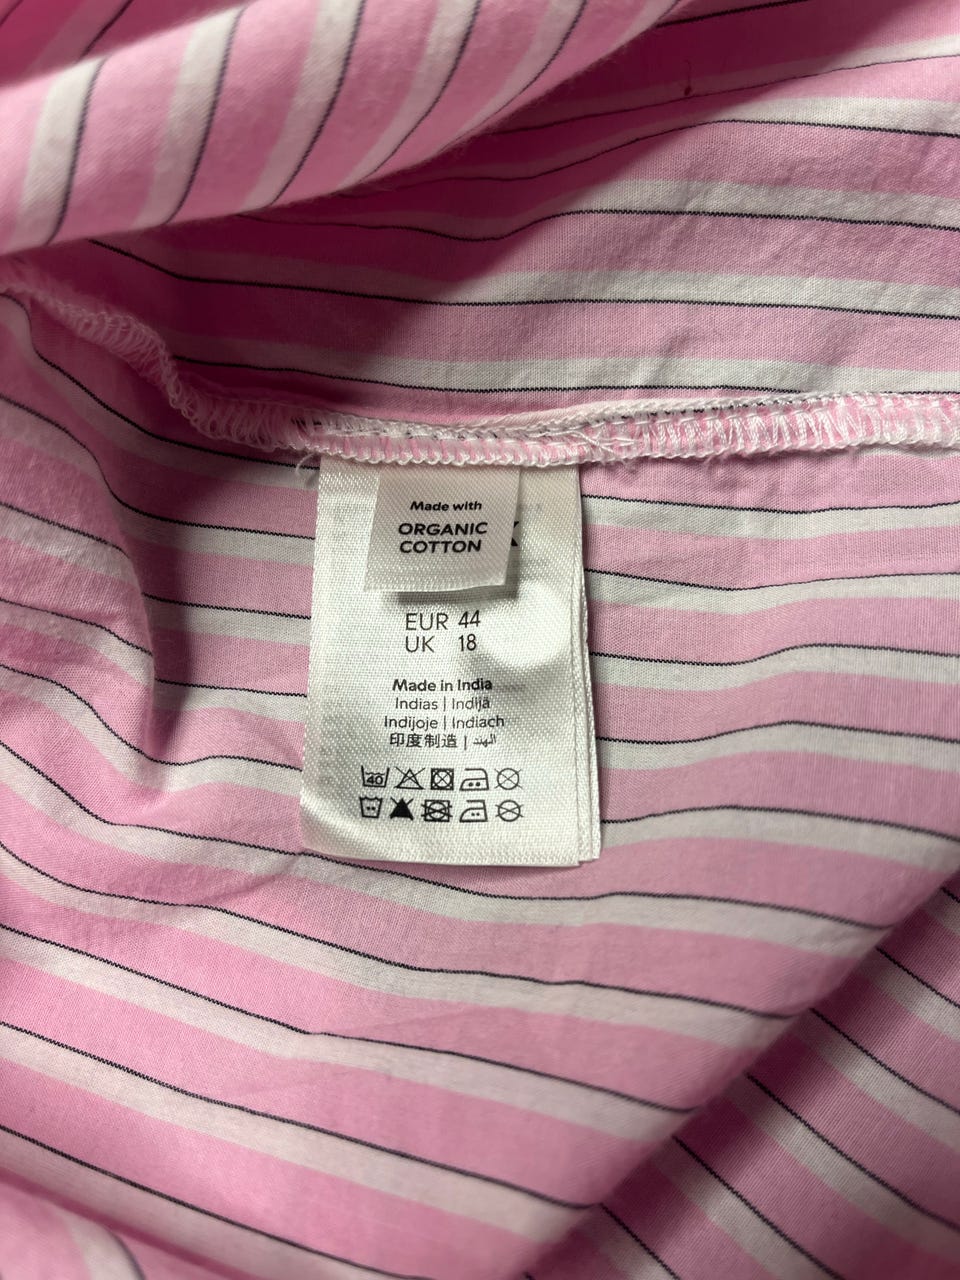 Made with
ORGANIC
COTTON
EUR 44
UK 18
Made in India
Indias | Indijā
Indijoje | Indiach
印度制造 | الهند
40